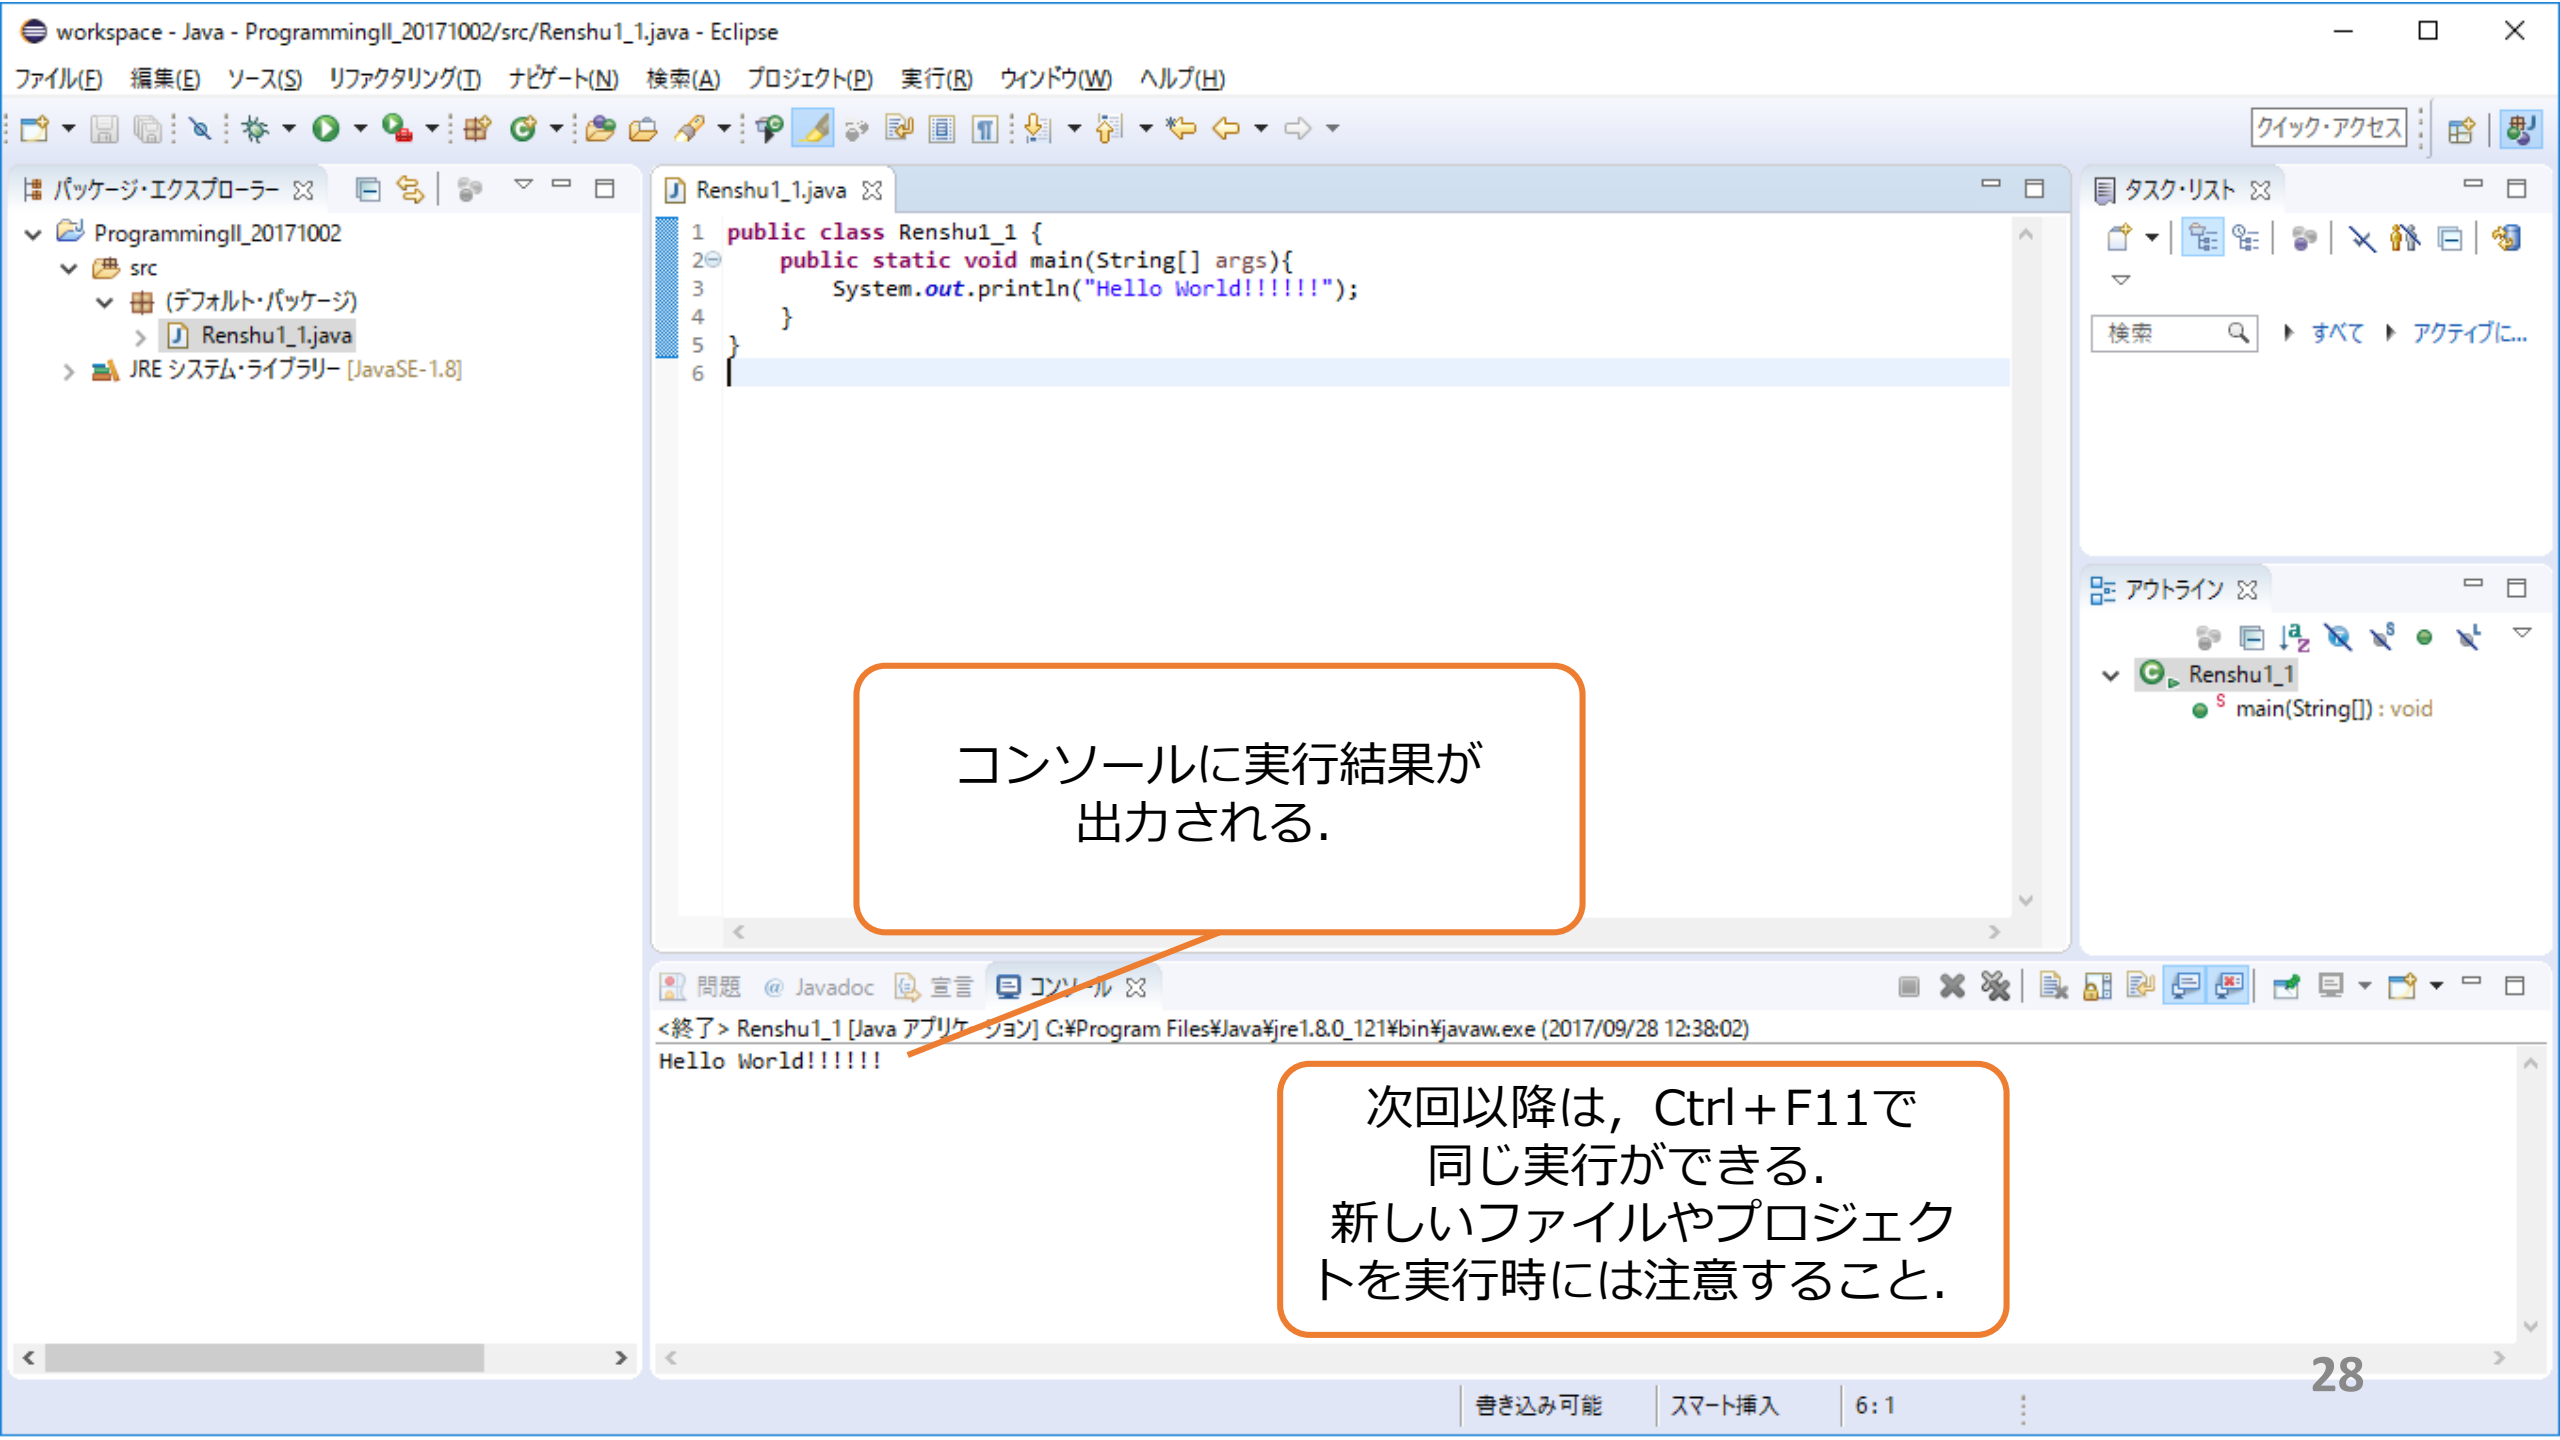 workspace - Java - ProgrammingII_20171002/src/Renshu1_1.java - Eclipse
ファイル(F) 編集(E) ソース(S) リファクタリング(T) ナビゲート(N) 検索(A) プロジェクト(P) 実行(R) ウィンドウ(W) ヘルプ(H)
クイック・アクセス
パッケージ・エクスプローラー
ProgrammingII_20171002
src
(デフォルト・パッケージ)
Renshu1_1.java
JRE システム・ライブラリー [JavaSE-1.8]
Renshu1_1.java
1 public class Renshu1_1 {
2 public static void main(String[] args){
3 System.out.println("Hello World!!!!!!");
4 }
5 }
6
タスク・リスト
検索 すべて アクティブに...
アウトライン
Renshu1_1
main(String[]) : void
コンソールに実行結果が
出力される.
問題 @ Javadoc 宣言 コンソール
<終了> Renshu1_1 [Java アプリケーション] C:¥Program Files¥Java¥jre1.8.0_121¥bin¥javaw.exe (2017/09/28 12:38:02)
Hello World!!!!!!
次回以降は, Ctrl+F11で
同じ実行ができる.
新しいファイルやプロジェク
トを実行時には注意すること.
28
書き込み可能 スマート挿入 6:1